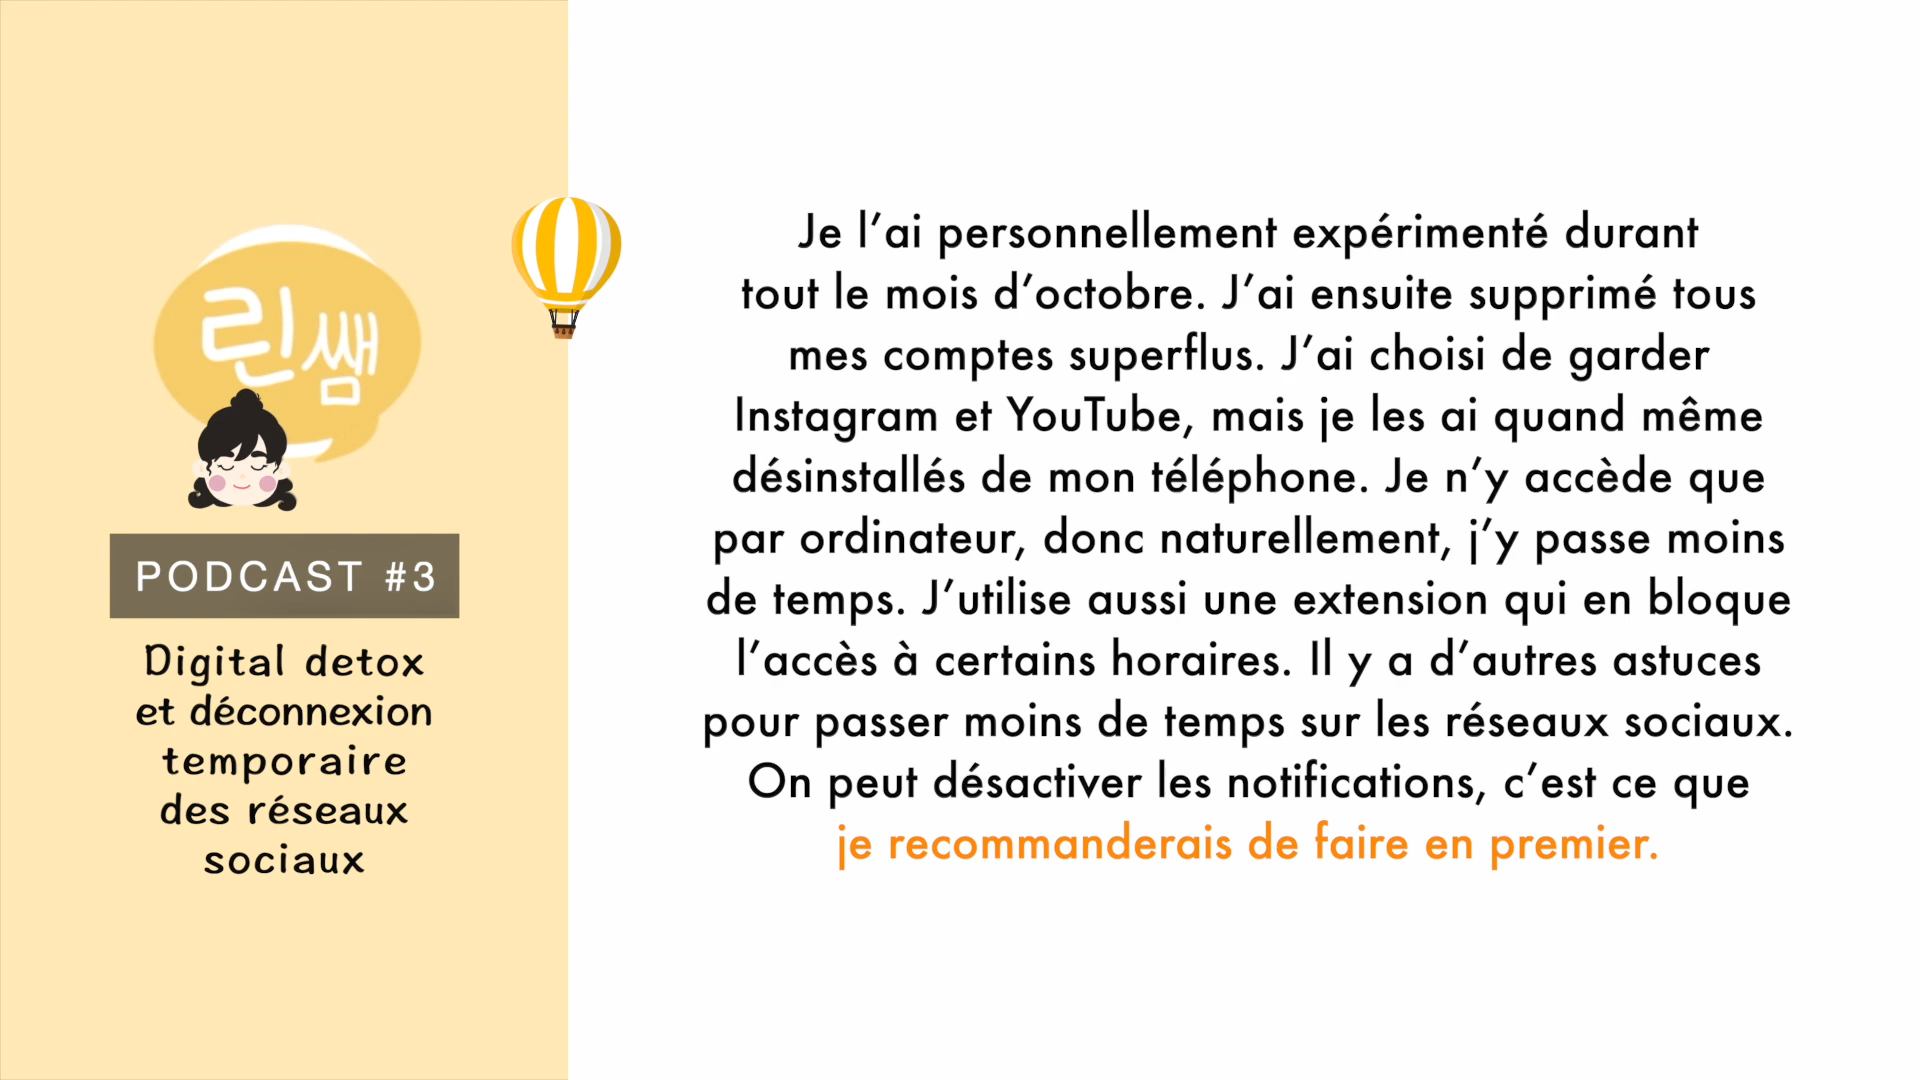 린쌤
PODCAST #3
Digital detox
et déconnexion
temporaire
des réseaux
sociaux
Je l’ai personnellement expérimenté durant
tout le mois d’octobre. J’ai ensuite supprimé tous
mes comptes superflus. J’ai choisi de garder
Instagram et YouTube, mais je les ai quand même
désinstallés de mon téléphone. Je n’y accède que
par ordinateur, donc naturellement, j’y passe moins
de temps. J’utilise aussi une extension qui en bloque
l’accès à certains horaires. Il y a d’autres astuces
pour passer moins de temps sur les réseaux sociaux.
On peut désactiver les notifications, c’est ce que
je recommanderais de faire en premier.